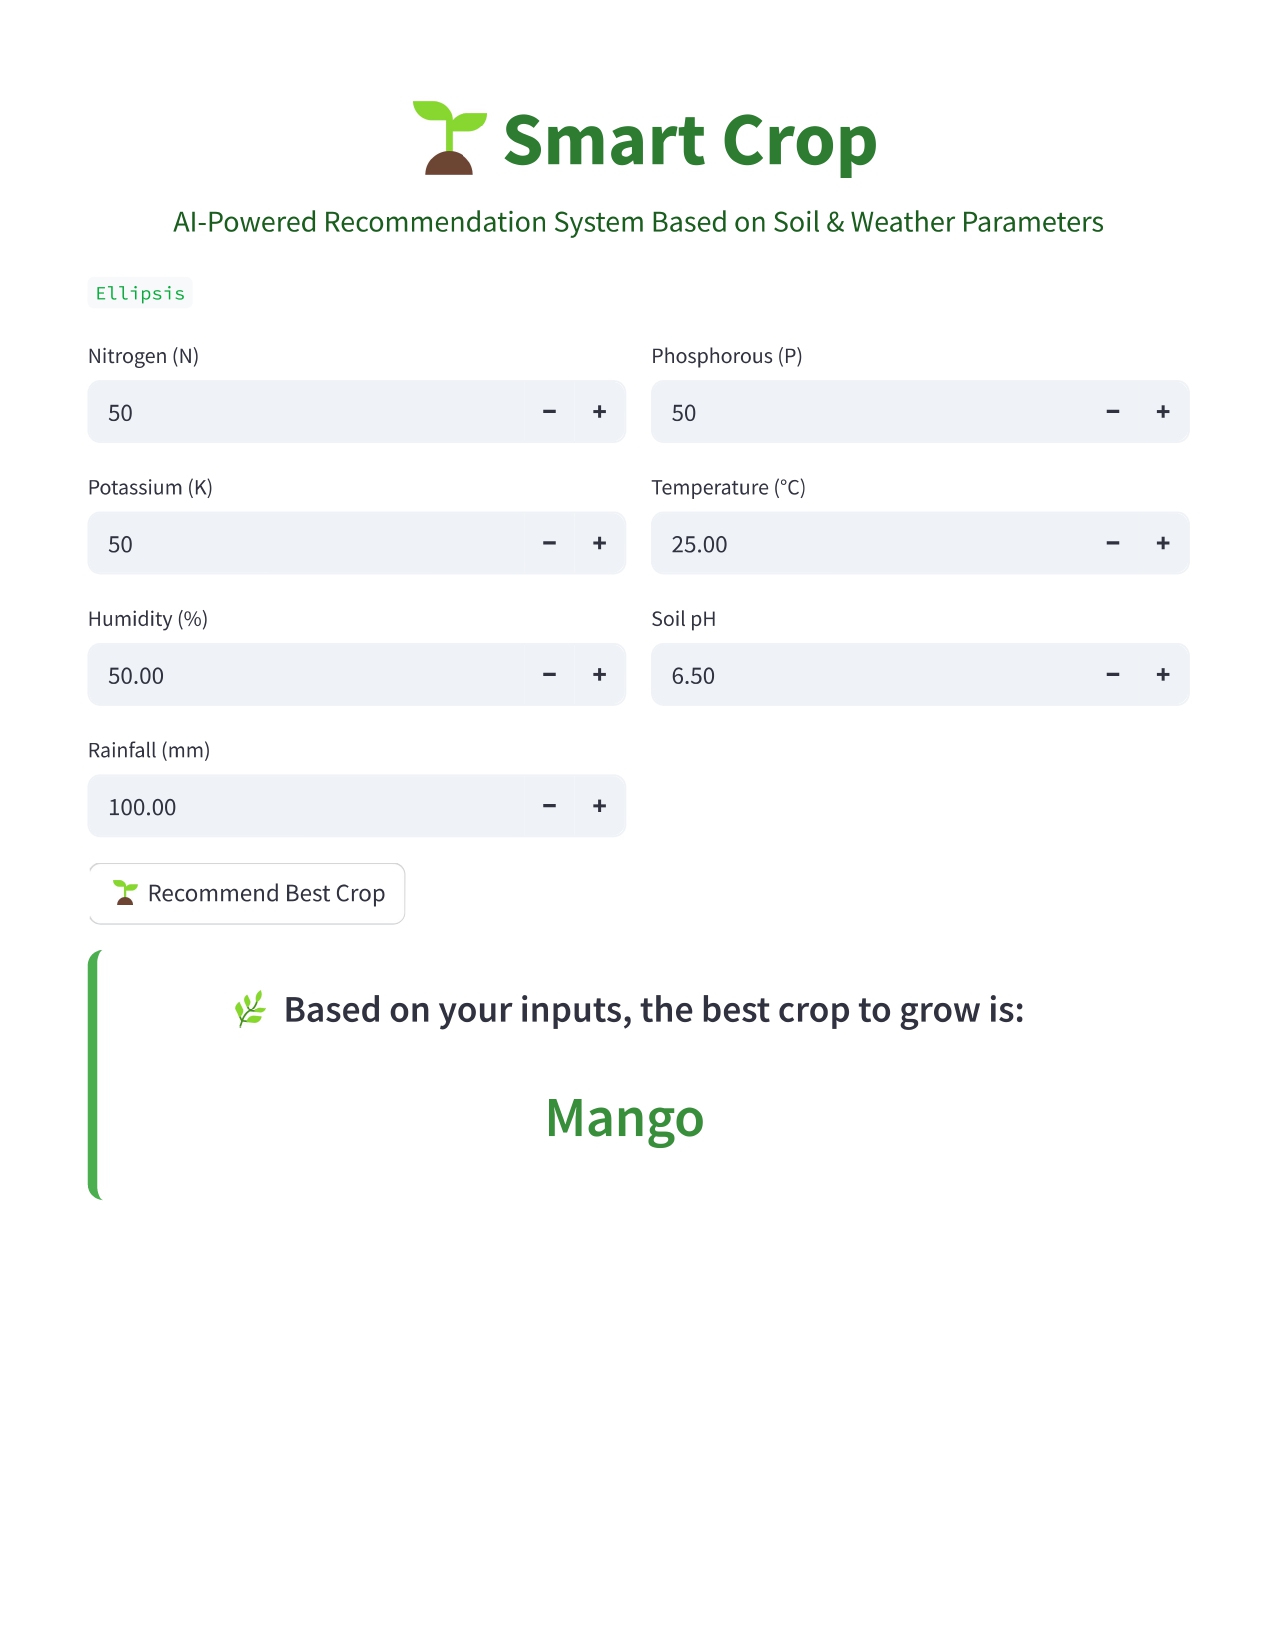 Smart Crop
AI-Powered Recommendation System Based on Soil & Weather Parameters
Ellipsis
Nitrogen (N)
50
Phosphorous (P)
50
Potassium (K)
50
Temperature (°C)
25.00
Humidity (%)
50.00
Soil pH
6.50
Rainfall (mm)
100.00
Recommend Best Crop
Based on your inputs, the best crop to grow is:
Mango